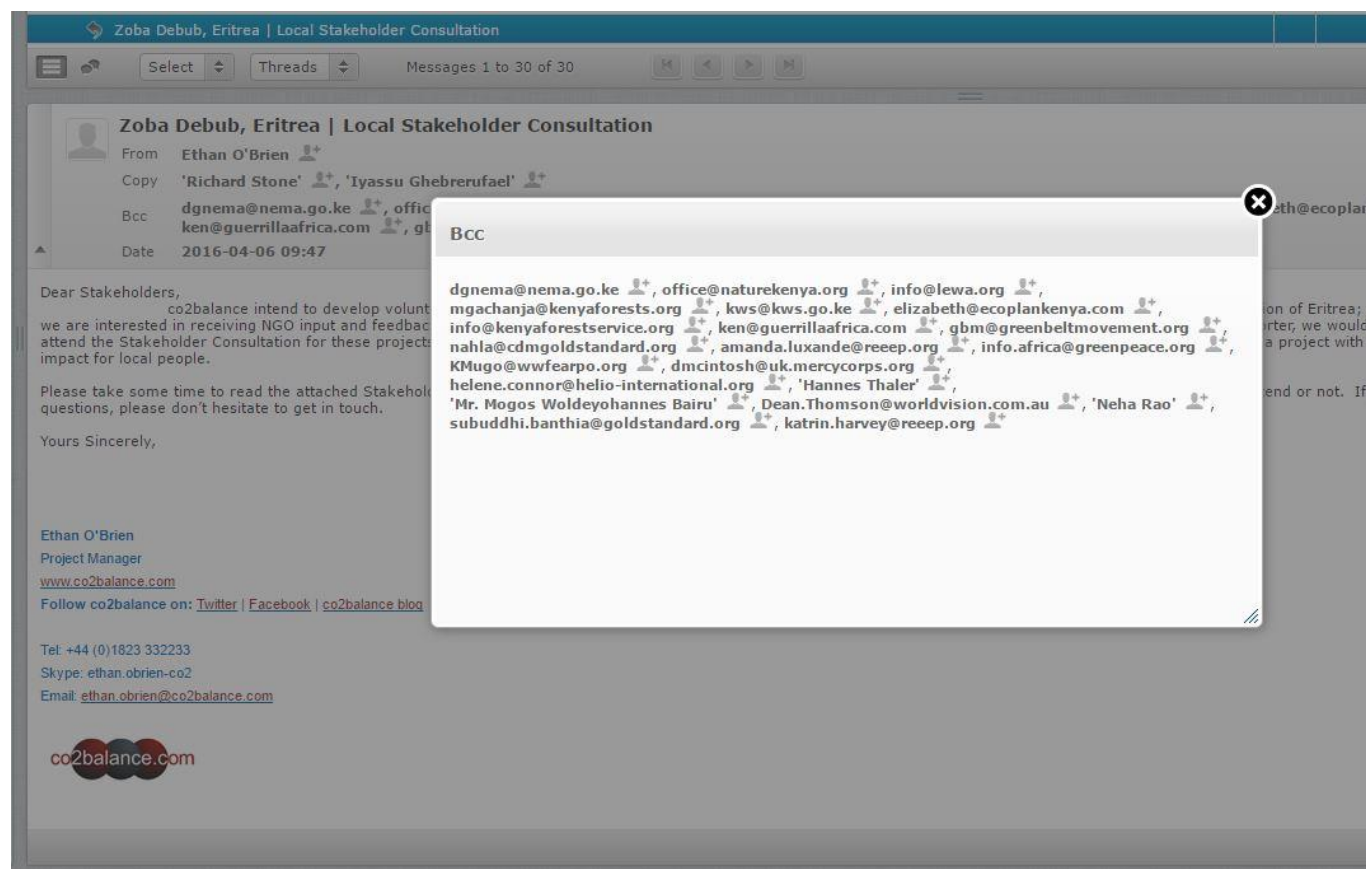 Zoba Debub, Eritrea | Local Stakeholder Consultation
Select Threads Messages 1 to 30 of 30
Zoba Debub, Eritrea | Local Stakeholder Consultation
From Ethan O'Brien
Copy 'Richard Stone' , 'Iyassu Ghebrerufael'
Bcc dgnema@nema.go.ke , offic eth@ecoplan
ken@guerrillaafrica.com , gb
Date 2016-04-06 09:47
Dear Stakeholders,
co2balance intend to develop volunt ion of Eritrea;
we are interested in receiving NGO input and feedbac rter, we would
attend the Stakeholder Consultation for these projects a project with
impact for local people.
Please take some time to read the attached Stakehol end or not. If
questions, please don't hesitate to get in touch.
Yours Sincerely,
Ethan O'Brien
Project Manager
www.co2balance.com
Follow co2balance on: Twitter | Facebook | co2balance blog
Tel: +44 (0)1823 332233
Skype: ethan.obrien-co2
Email: ethan.obrien@co2balance.com
co2balance.com
Bcc
dgnema@nema.go.ke , office@naturekenya.org , info@lewa.org ,
mgachanja@kenyaforests.org , kws@kws.go.ke , elizabeth@ecoplankenya.com ,
info@kenyaforestservice.org , ken@guerrillaafrica.com , gbm@greenbeltmovement.org ,
nahla@cdmgoldstandard.org , amanda.luxande@reeep.org , info.africa@greenpeace.org ,
KMugo@wwfearpo.org , dmcintosh@uk.mercycorps.org ,
helene.connor@helio-international.org , 'Hannes Thaler' ,
'Mr. Mogos Woldeyohannes Bairu' , Dean.Thomson@worldvision.com.au , 'Neha Rao' ,
subuddhi.banthia@goldstandard.org , katrin.harvey@reeep.org